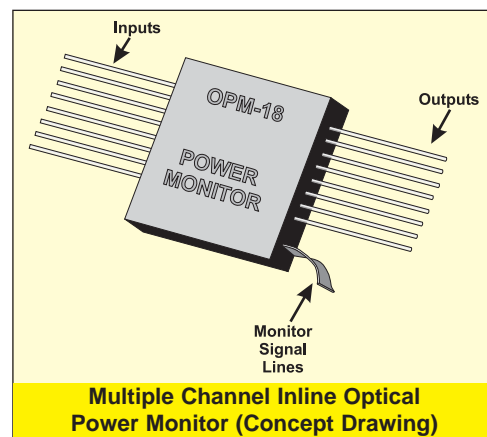 Inputs
OPM-18
Outputs
POWER
MONITOR
Monitor
Signal
Lines
Multiple Channel Inline Optical
Power Monitor (Concept Drawing)